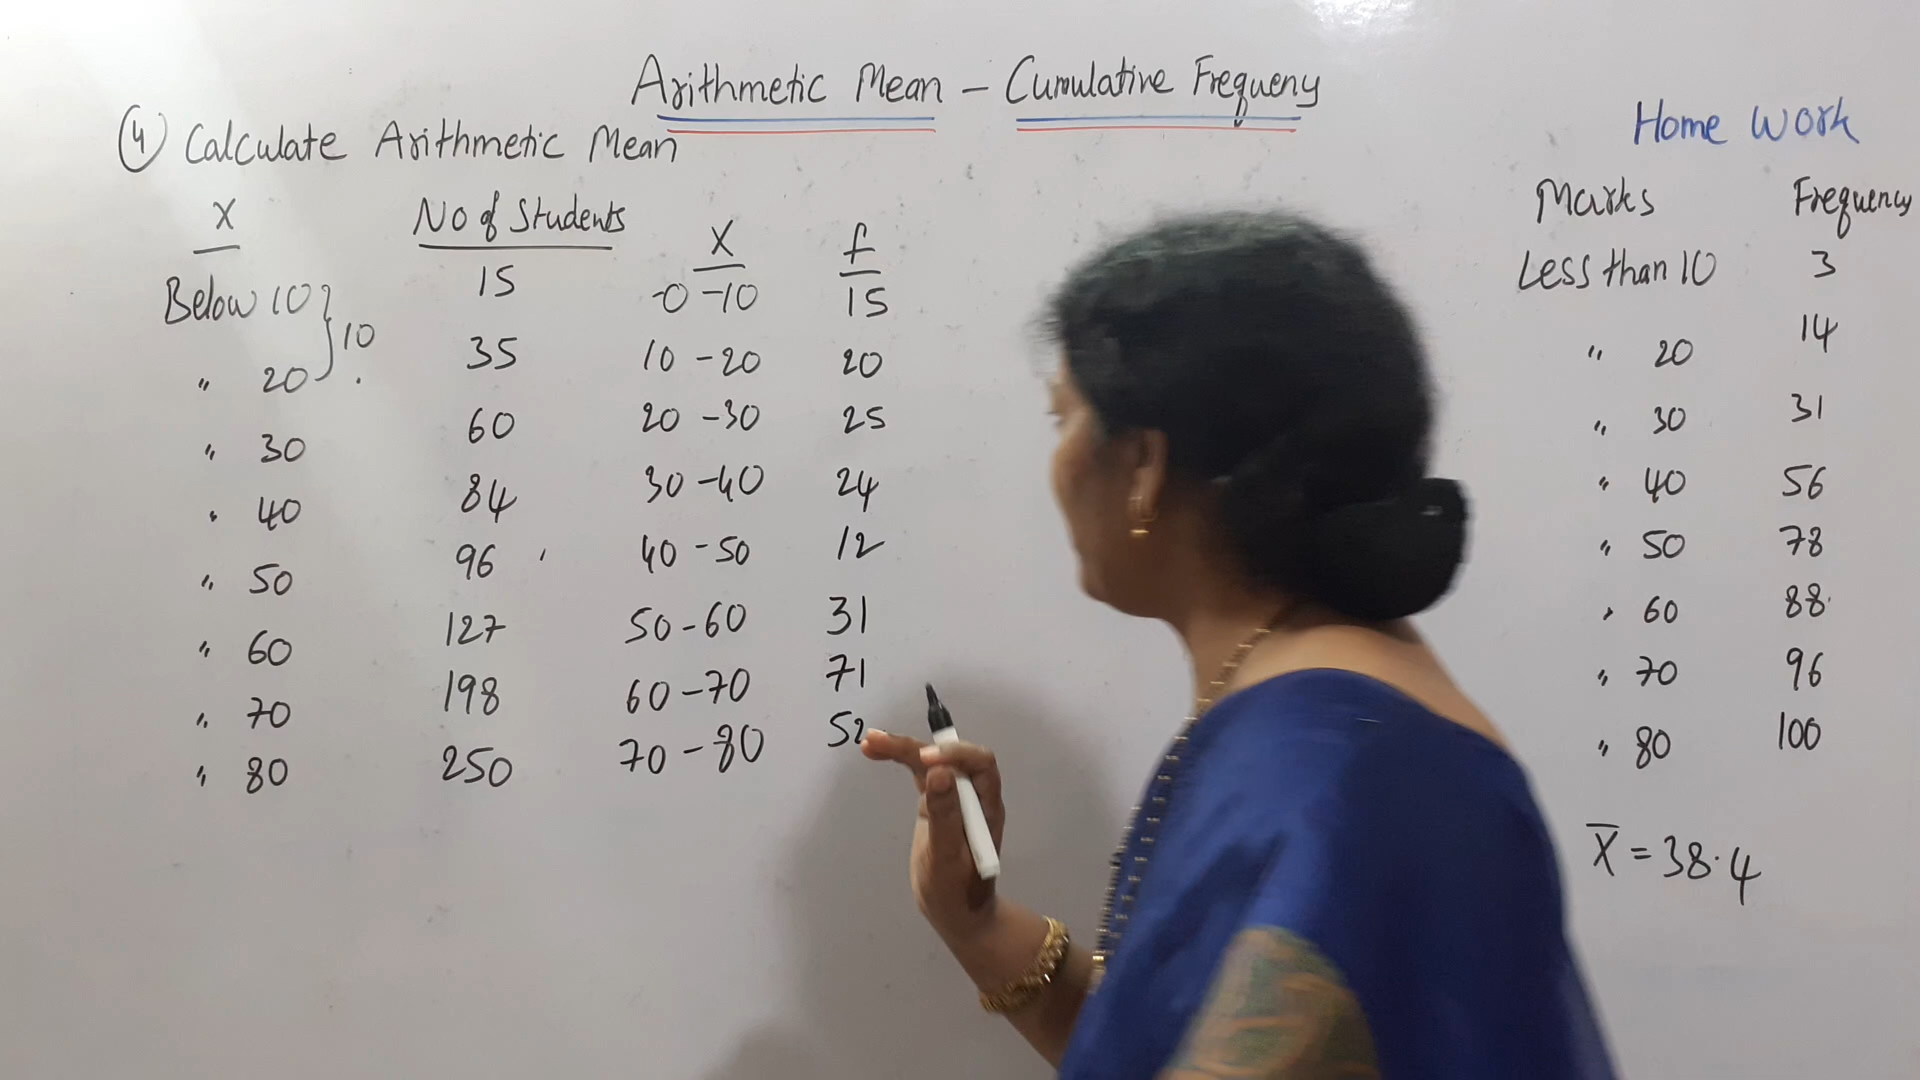 Arithmetic Mean – Cumulative Frequeny
4 Calculate Arithmetic Mean
X No of Students X f
Below 10 15 0 – 10 15
10
" 20 35 10 – 20 20
" 30 60 20 – 30 25
" 40 84 30 – 40 24
" 50 96 40 – 50 12
" 60 127 50 – 60 31
" 70 198 60 – 70 71
" 80 250 70 – 80 52
Home Work
Marks Frequency
Less than 10 3
" 20 14
" 30 31
" 40 56
" 50 78
" 60 88
" 70 96
" 80 100
X̄ = 38.4